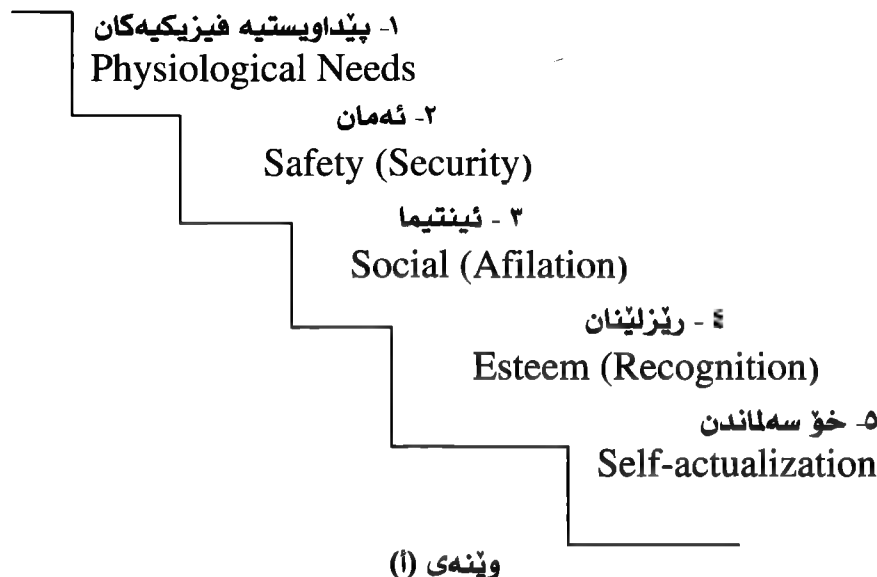 ١- پێداویستیە فیزیکیەکان
Physiological Needs
٢- ئەمان
Safety (Security)
٣ - ئینتیما
Social (Afilation)
٤ - رێزلێنان
Esteem (Recognition)
٥- خۆ سەلماندن
Self-actualization
وێنەی (أ)